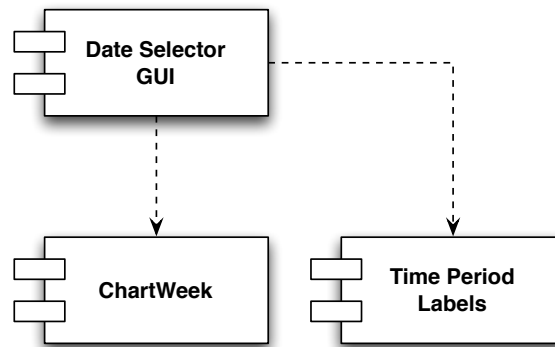 Date Selector
GUI
ChartWeek
Time Period
Labels